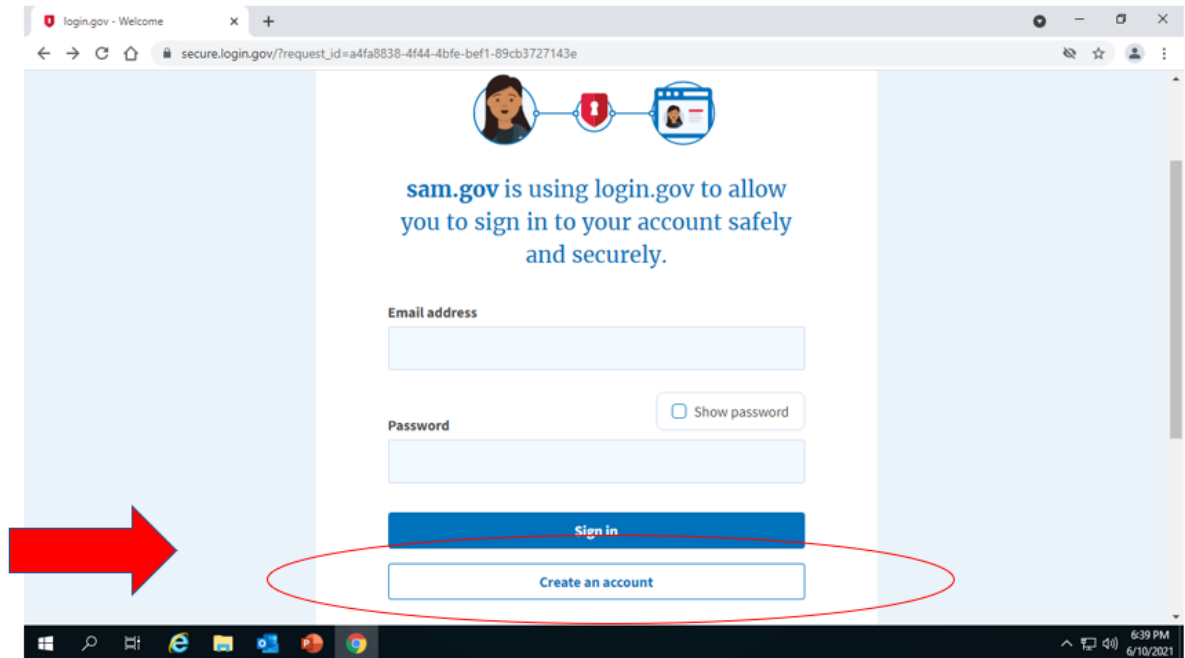 login.gov - Welcome
secure.login.gov/?request_id=a4fa8838-4f44-4bfe-bef1-89cb3727143e
sam.gov is using login.gov to allow
you to sign in to your account safely
and securely.
Email address
Show password
Password
Sign in
Create an account
6:39 PM
6/10/2021